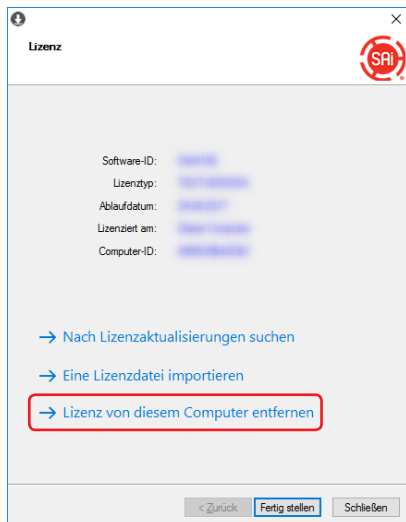 Lizenz
SAi
Software-ID:
Lizenztyp:
Ablaufdatum:
Lizenziert am:
Computer-ID:
Nach Lizenzaktualisierungen suchen
Eine Lizenzdatei importieren
Lizenz von diesem Computer entfernen
< Zurück Fertig stellen Schließen